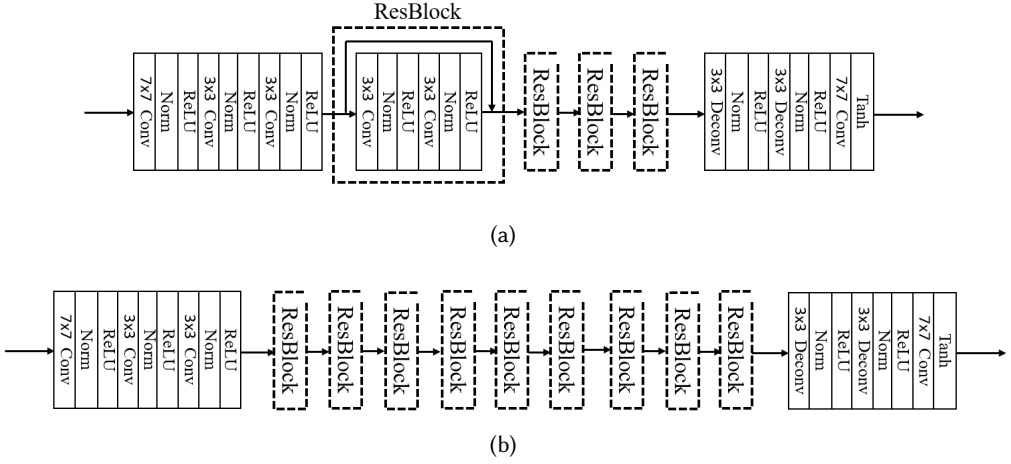 ResBlock
7x7 Conv
Norm
ReLU
3x3 Conv
Norm
ReLU
3x3 Conv
Norm
ReLU
3x3 Conv
Norm
ReLU
3x3 Conv
Norm
ReLU
ResBlock
ResBlock
ResBlock
3x3 Deconv
Norm
ReLU
3x3 Deconv
Norm
ReLU
7x7 Conv
Tanh
(a)
7x7 Conv
Norm
ReLU
3x3 Conv
Norm
ReLU
3x3 Conv
Norm
ReLU
ResBlock
ResBlock
ResBlock
ResBlock
ResBlock
ResBlock
ResBlock
ResBlock
ResBlock
3x3 Deconv
Norm
ReLU
3x3 Deconv
Norm
ReLU
7x7 Conv
Tanh
(b)